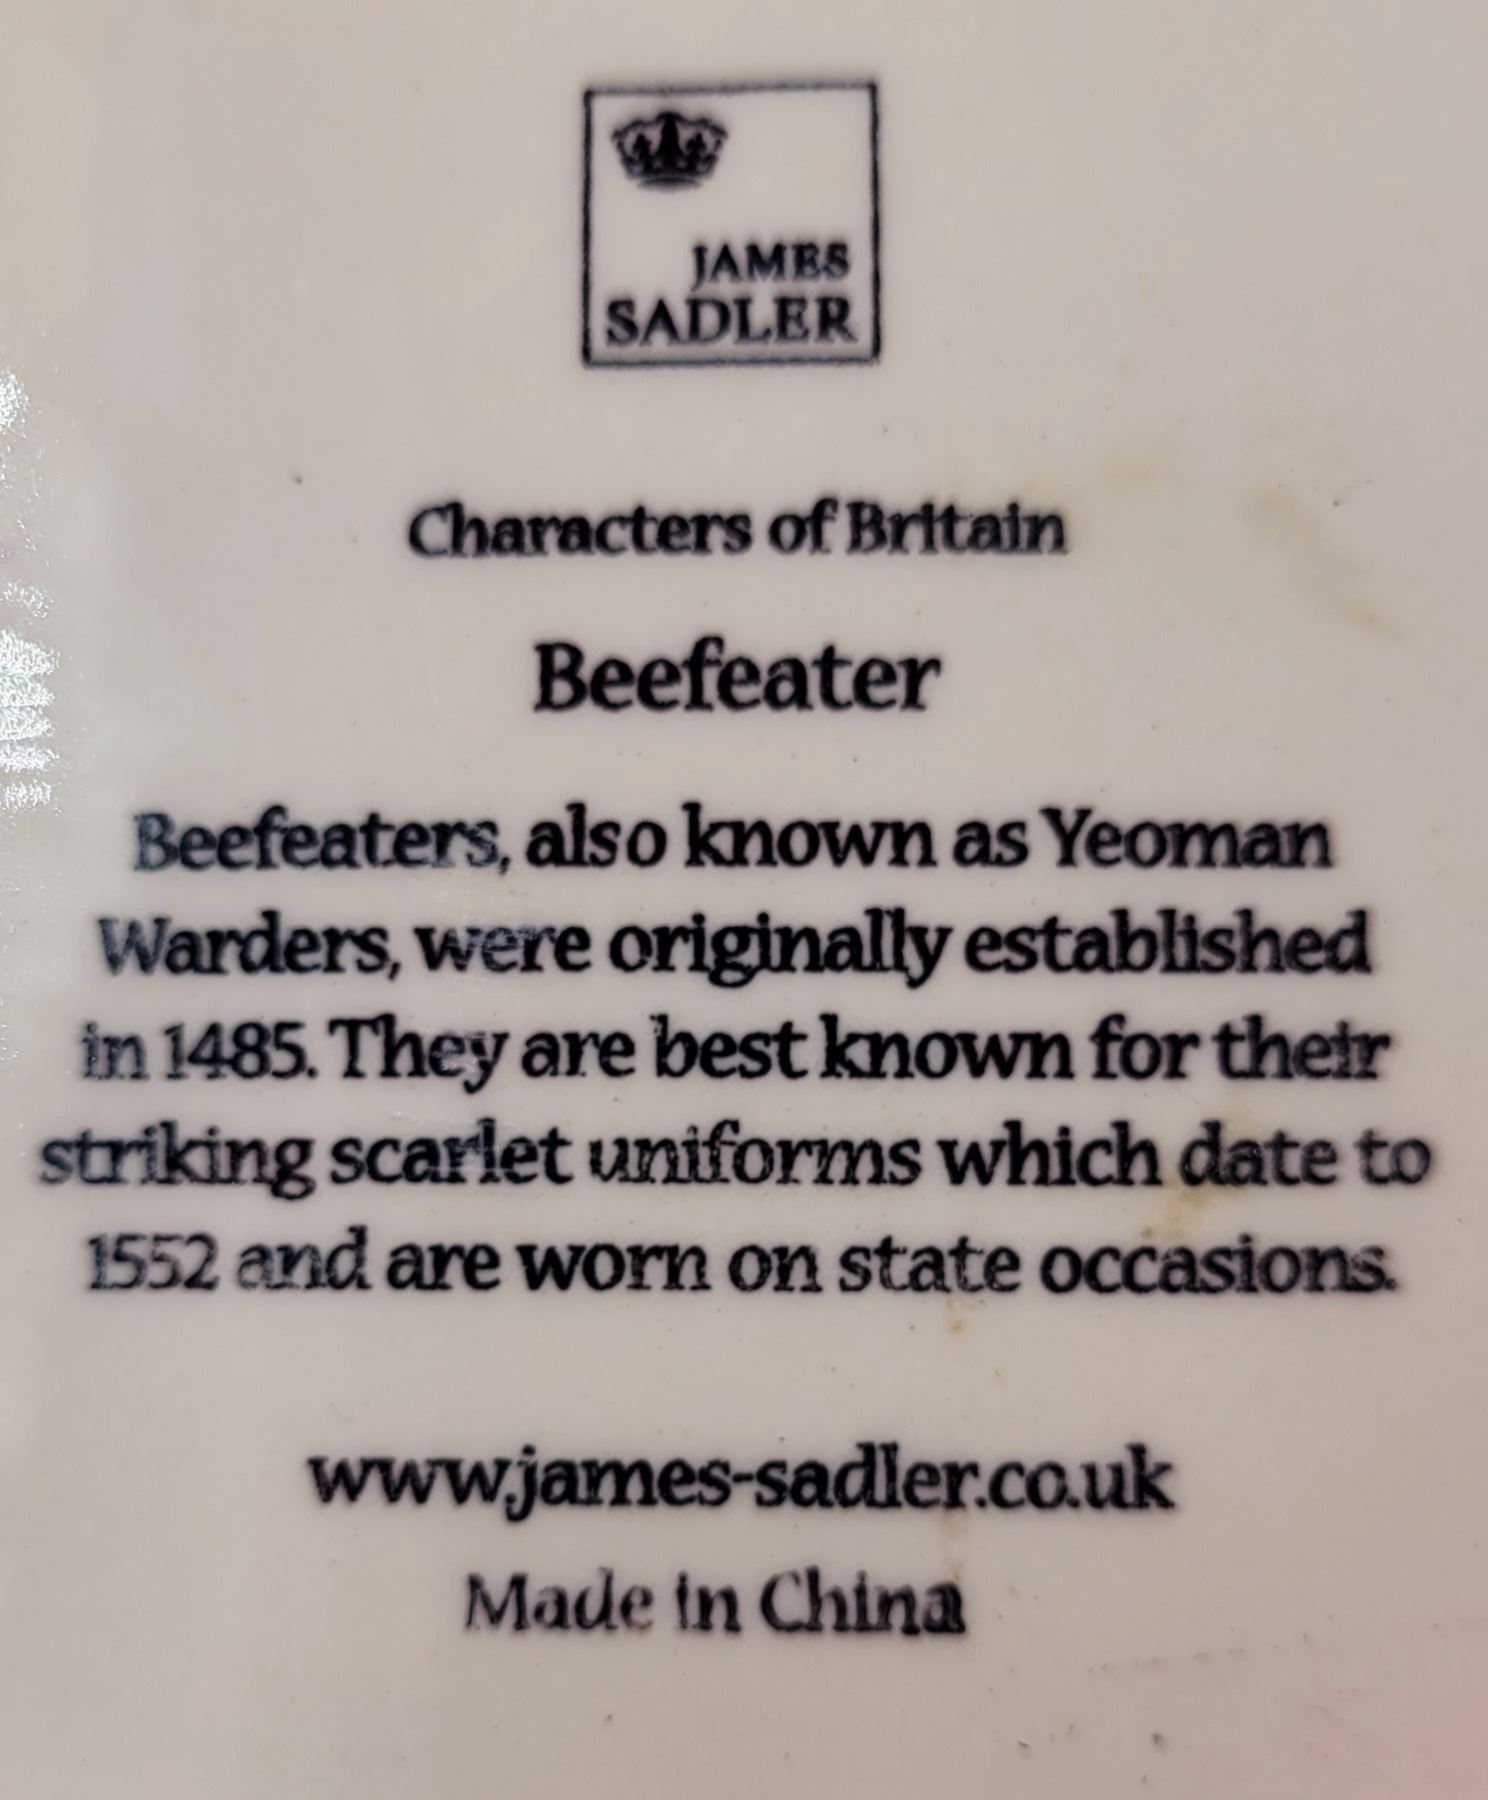 JAMES
SADLER
Characters of Britain
Beefeater
Beefeaters, also known as Yeoman
Warders, were originally established
in 1485. They are best known for their
striking scarlet uniforms which date to
1552 and are worn on state occasions.
www.james-sadler.co.uk
Made in China